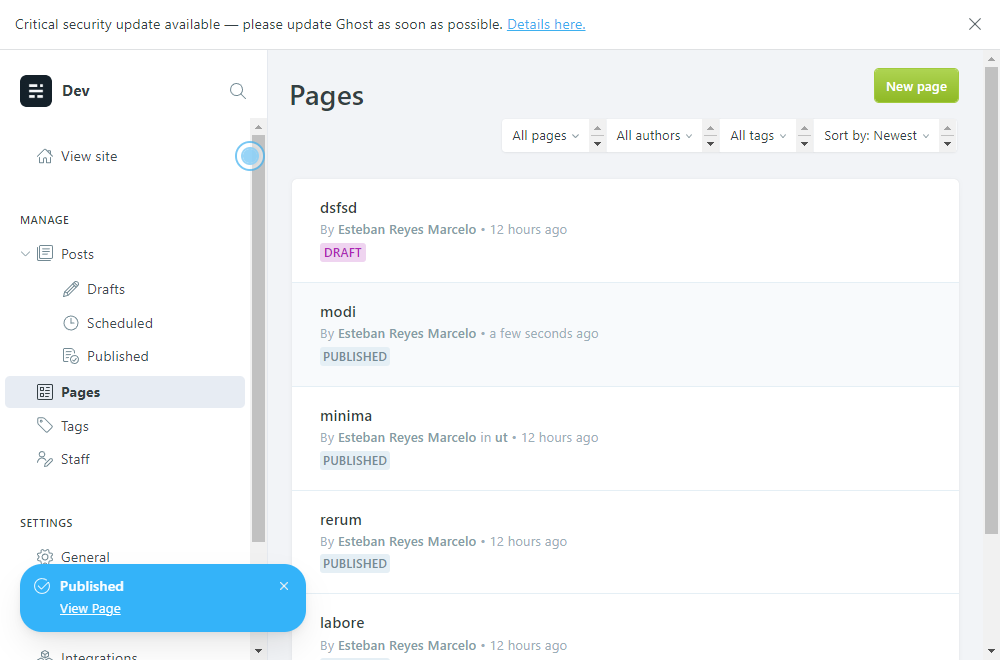 Critical security update available — please update Ghost as soon as possible. Details here.
Dev
View site
MANAGE
Posts
Drafts
Scheduled
Published
Pages
Tags
Staff
SETTINGS
General
Integrations
Published
View Page
Pages
New page
All pages
All authors
All tags
Sort by: Newest
dsfsd
By Esteban Reyes Marcelo • 12 hours ago
DRAFT
modi
By Esteban Reyes Marcelo • a few seconds ago
PUBLISHED
minima
By Esteban Reyes Marcelo in ut • 12 hours ago
PUBLISHED
rerum
By Esteban Reyes Marcelo • 12 hours ago
PUBLISHED
labore
By Esteban Reyes Marcelo • 12 hours ago